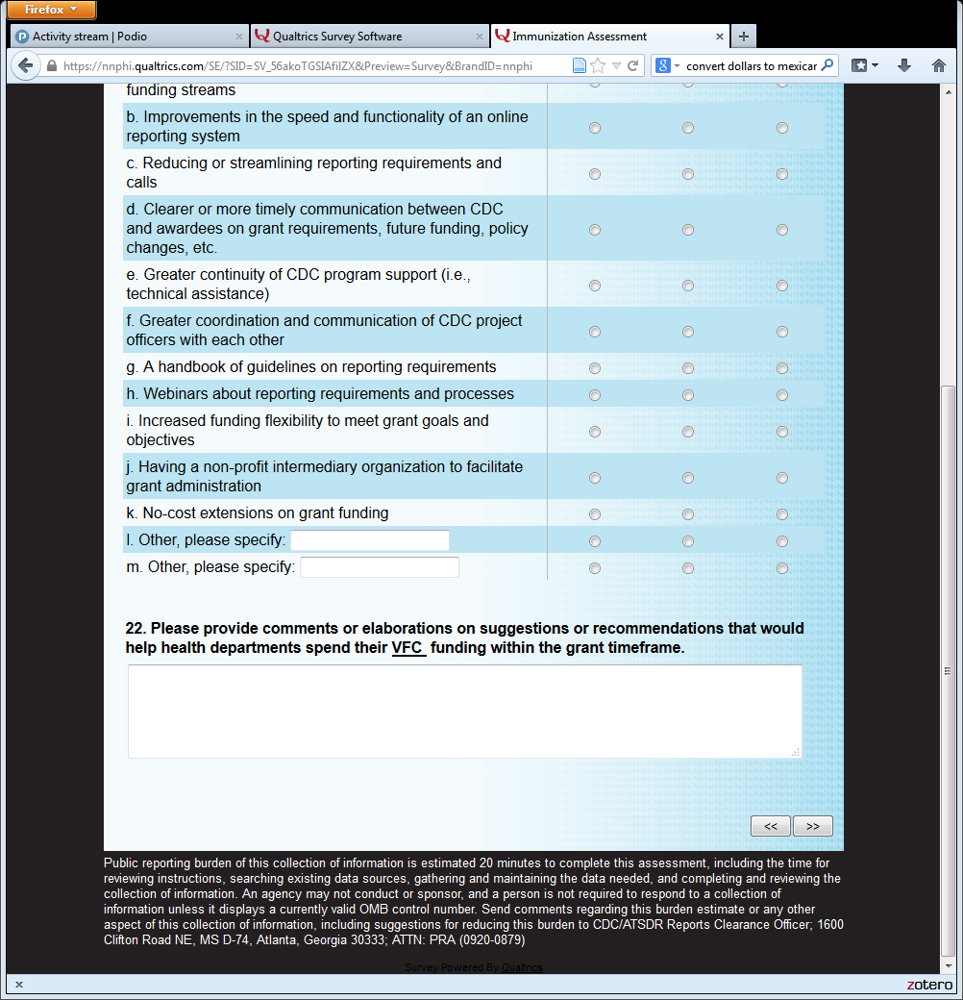 Firefox
Activity stream | Podio
Qualtrics Survey Software
Immunization Assessment
https://nnphi.qualtrics.com/SE/?SID=SV_56akoTGSIAfiIZX&Preview=Survey&BrandID=nnphi
convert dollars to mexicar
funding streams
b. Improvements in the speed and functionality of an online
reporting system
c. Reducing or streamlining reporting requirements and
calls
d. Clearer or more timely communication between CDC
and awardees on grant requirements, future funding, policy
changes, etc.
e. Greater continuity of CDC program support (i.e.,
technical assistance)
f. Greater coordination and communication of CDC project
officers with each other
g. A handbook of guidelines on reporting requirements
h. Webinars about reporting requirements and processes
i. Increased funding flexibility to meet grant goals and
objectives
j. Having a non-profit intermediary organization to facilitate
grant administration
k. No-cost extensions on grant funding
l. Other, please specify:
m. Other, please specify:
22. Please provide comments or elaborations on suggestions or recommendations that would
help health departments spend their VFC funding within the grant timeframe.
<< >>
Public reporting burden of this collection of information is estimated 20 minutes to complete this assessment, including the time for
reviewing instructions, searching existing data sources, gathering and maintaining the data needed, and completing and reviewing the
collection of information. An agency may not conduct or sponsor, and a person is not required to respond to a collection of
information unless it displays a currently valid OMB control number. Send comments regarding this burden estimate or any other
aspect of this collection of information, including suggestions for reducing this burden to CDC/ATSDR Reports Clearance Officer; 1600
Clifton Road NE, MS D-74, Atlanta, Georgia 30333; ATTN: PRA (0920-0879)
Survey Powered By Qualtrics
zotero